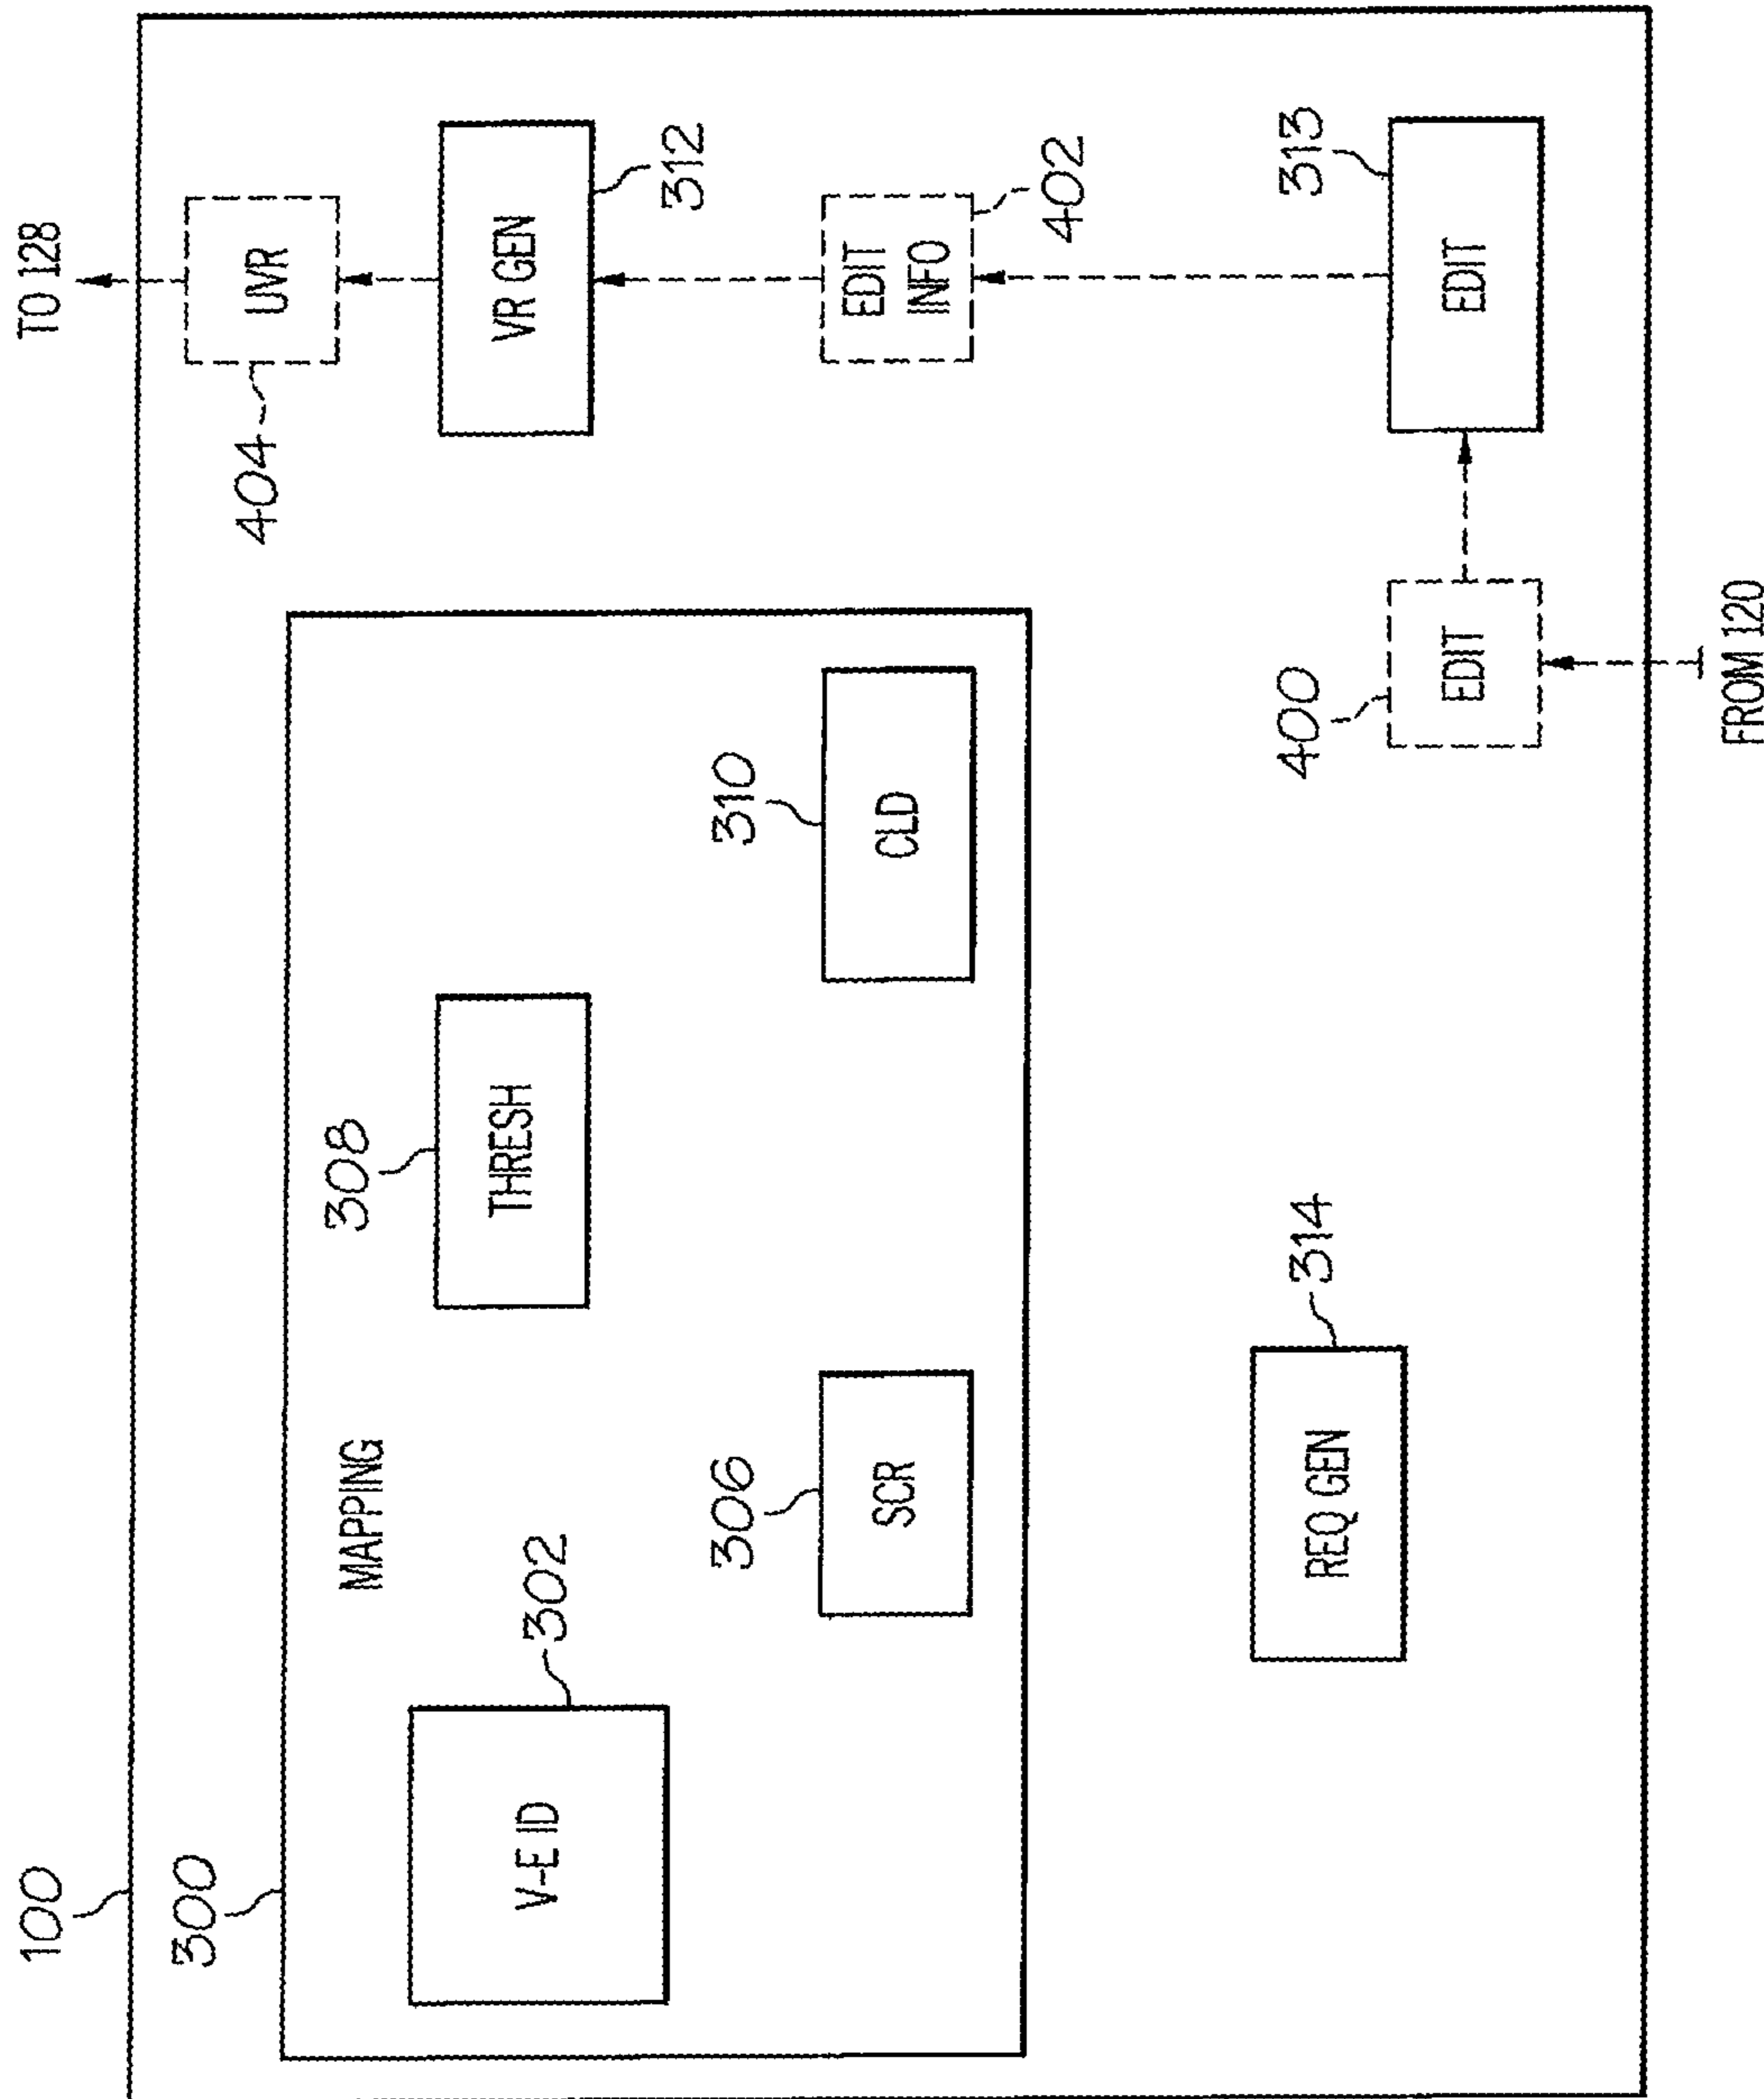 100
TO 128
300
404
UVR
MAPPING
308
302
V-E ID
THRESH
VR GEN
312
306
310
SCR
CLD
EDIT
INFO
402
314
400
313
REQ GEN
EDIT
EDIT
FROM 120